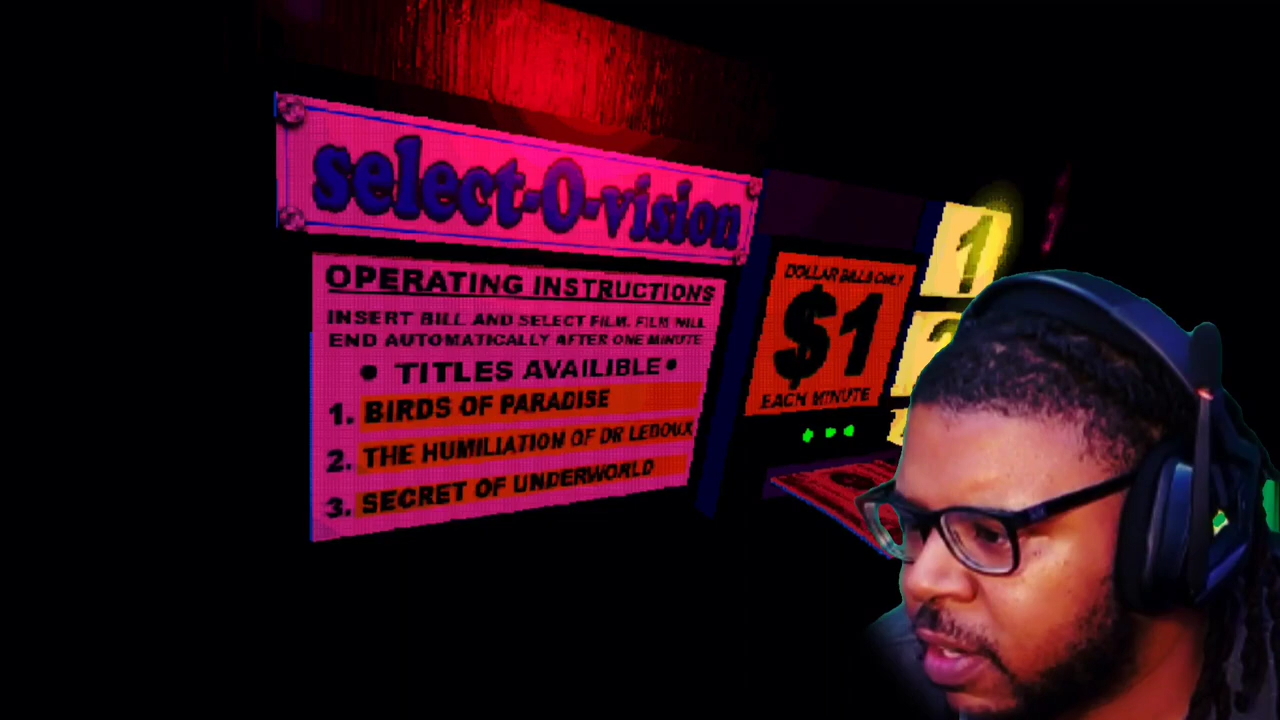 select-O-vision
OPERATING INSTRUCTIONS
INSERT BILL AND SELECT FILM. FILM WILL
END AUTOMATICALLY AFTER ONE MINUTE
• TITLES AVAILIBLE •
1. BIRDS OF PARADISE
2. THE HUMILIATION OF DR LEDOUX
3. SECRET OF UNDERWORLD
DOLLAR BILLS ONLY
$1
EACH MINUTE
1
2